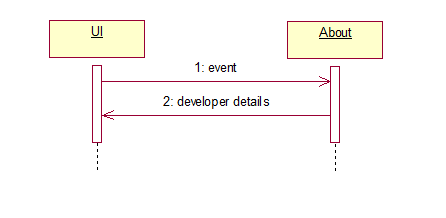 UI
About
1: event
2: developer details